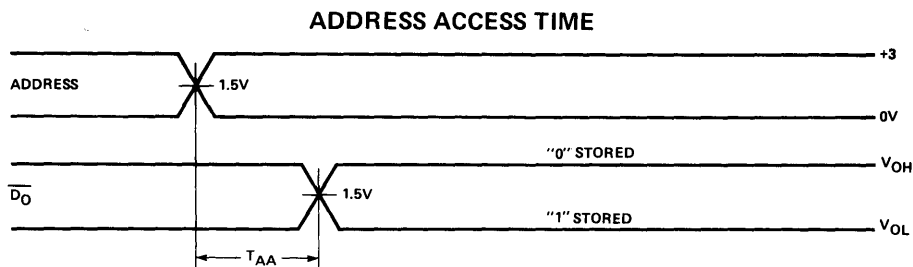 ADDRESS ACCESS TIME
+3
ADDRESS
1.5V
0V
"0" STORED
VOH
DO
1.5V
"1" STORED
VOL
TAA